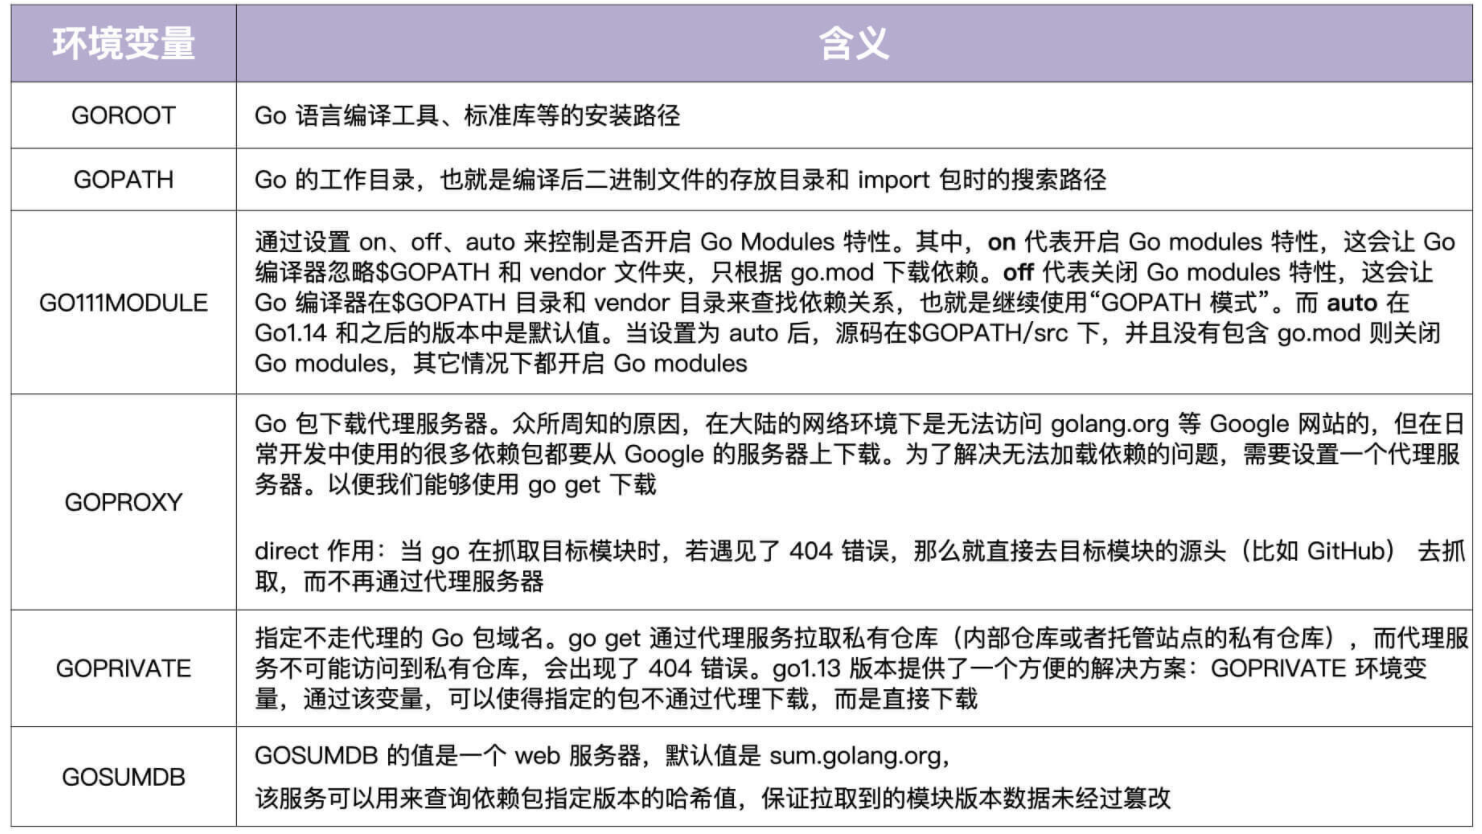 环境变量
含义
GOROOT
Go 语言编译工具、标准库等的安装路径
GOPATH
Go 的工作目录，也就是编译后二进制文件的存放目录和 import 包时的搜索路径
GO111MODULE
通过设置 on、off、auto 来控制是否开启 Go Modules 特性。其中，on 代表开启 Go modules 特性，这会让 Go
编译器忽略$GOPATH 和 vendor 文件夹，只根据 go.mod 下载依赖。off 代表关闭 Go modules 特性，这会让
Go 编译器在$GOPATH 目录和 vendor 目录来查找依赖关系，也就是继续使用“GOPATH 模式”。而 auto 在
Go1.14 和之后的版本中是默认值。当设置为 auto 后，源码在$GOPATH/src 下，并且没有包含 go.mod 则关闭
Go modules，其它情况下都开启 Go modules
GOPROXY
Go 包下载代理服务器。众所周知的原因，在大陆的网络环境下是无法访问 golang.org 等 Google 网站的，但在日
常开发中使用的很多依赖包都要从 Google 的服务器上下载。为了解决无法加载依赖的问题，需要设置一个代理服
务器。以便我们能够使用 go get 下载
direct 作用：当 go 在抓取目标模块时，若遇见了 404 错误，那么就直接去目标模块的源头（比如 GitHub） 去抓
取，而不再通过代理服务器
GOPRIVATE
指定不走代理的 Go 包域名。go get 通过代理服务拉取私有仓库（内部仓库或者托管站点的私有仓库），而代理服
务不可能访问到私有仓库，会出现了 404 错误。go1.13 版本提供了一个方便的解决方案：GOPRIVATE 环境变
量，通过该变量，可以使得指定的包不通过代理下载，而是直接下载
GOSUMDB
GOSUMDB 的值是一个 web 服务器，默认值是 sum.golang.org，
该服务可以用来查询依赖包指定版本的哈希值，保证拉取到的模块版本数据未经过篡改